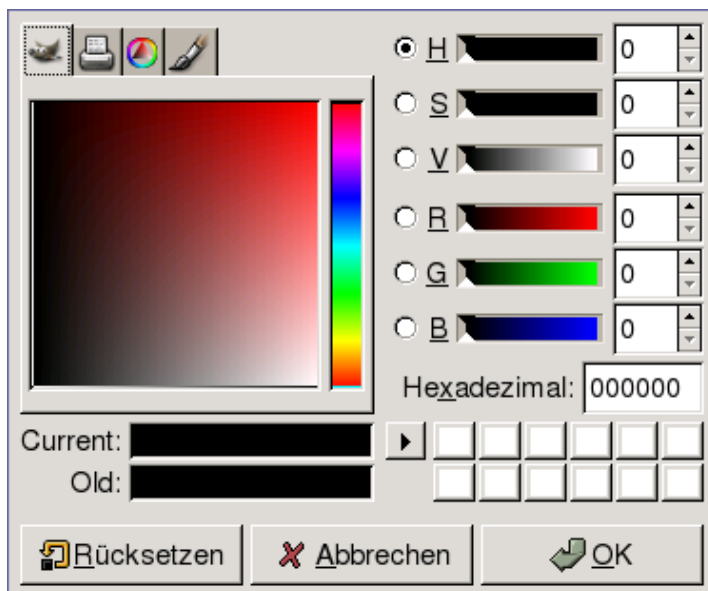 H 0
S 0
V 0
R 0
G 0
B 0
Hexadezimal: 000000
Current:
Old:
Rücksetzen Abbrechen OK